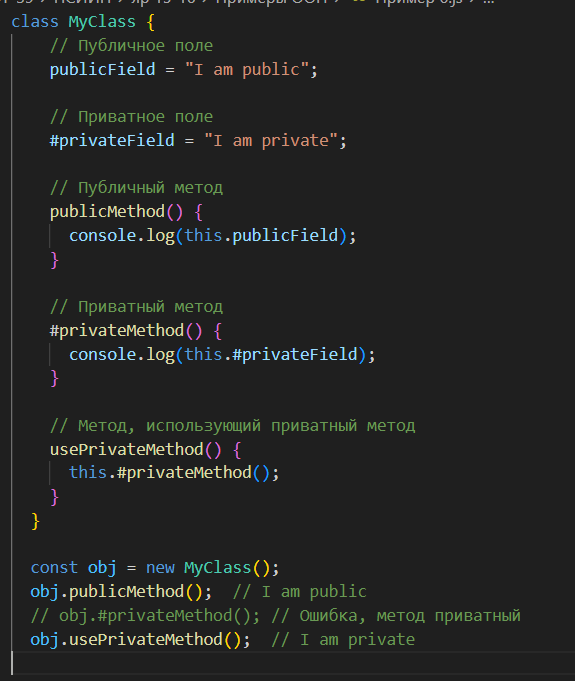 class MyClass {
// Публичное поле
publicField = "I am public";
// Приватное поле
#privateField = "I am private";
// Публичный метод
publicMethod() {
console.log(this.publicField);
}
// Приватный метод
#privateMethod() {
console.log(this.#privateField);
}
// Метод, использующий приватный метод
usePrivateMethod() {
this.#privateMethod();
}
}
const obj = new MyClass();
obj.publicMethod();  // I am public
// obj.#privateMethod(); // Ошибка, метод приватный
obj.usePrivateMethod();  // I am private